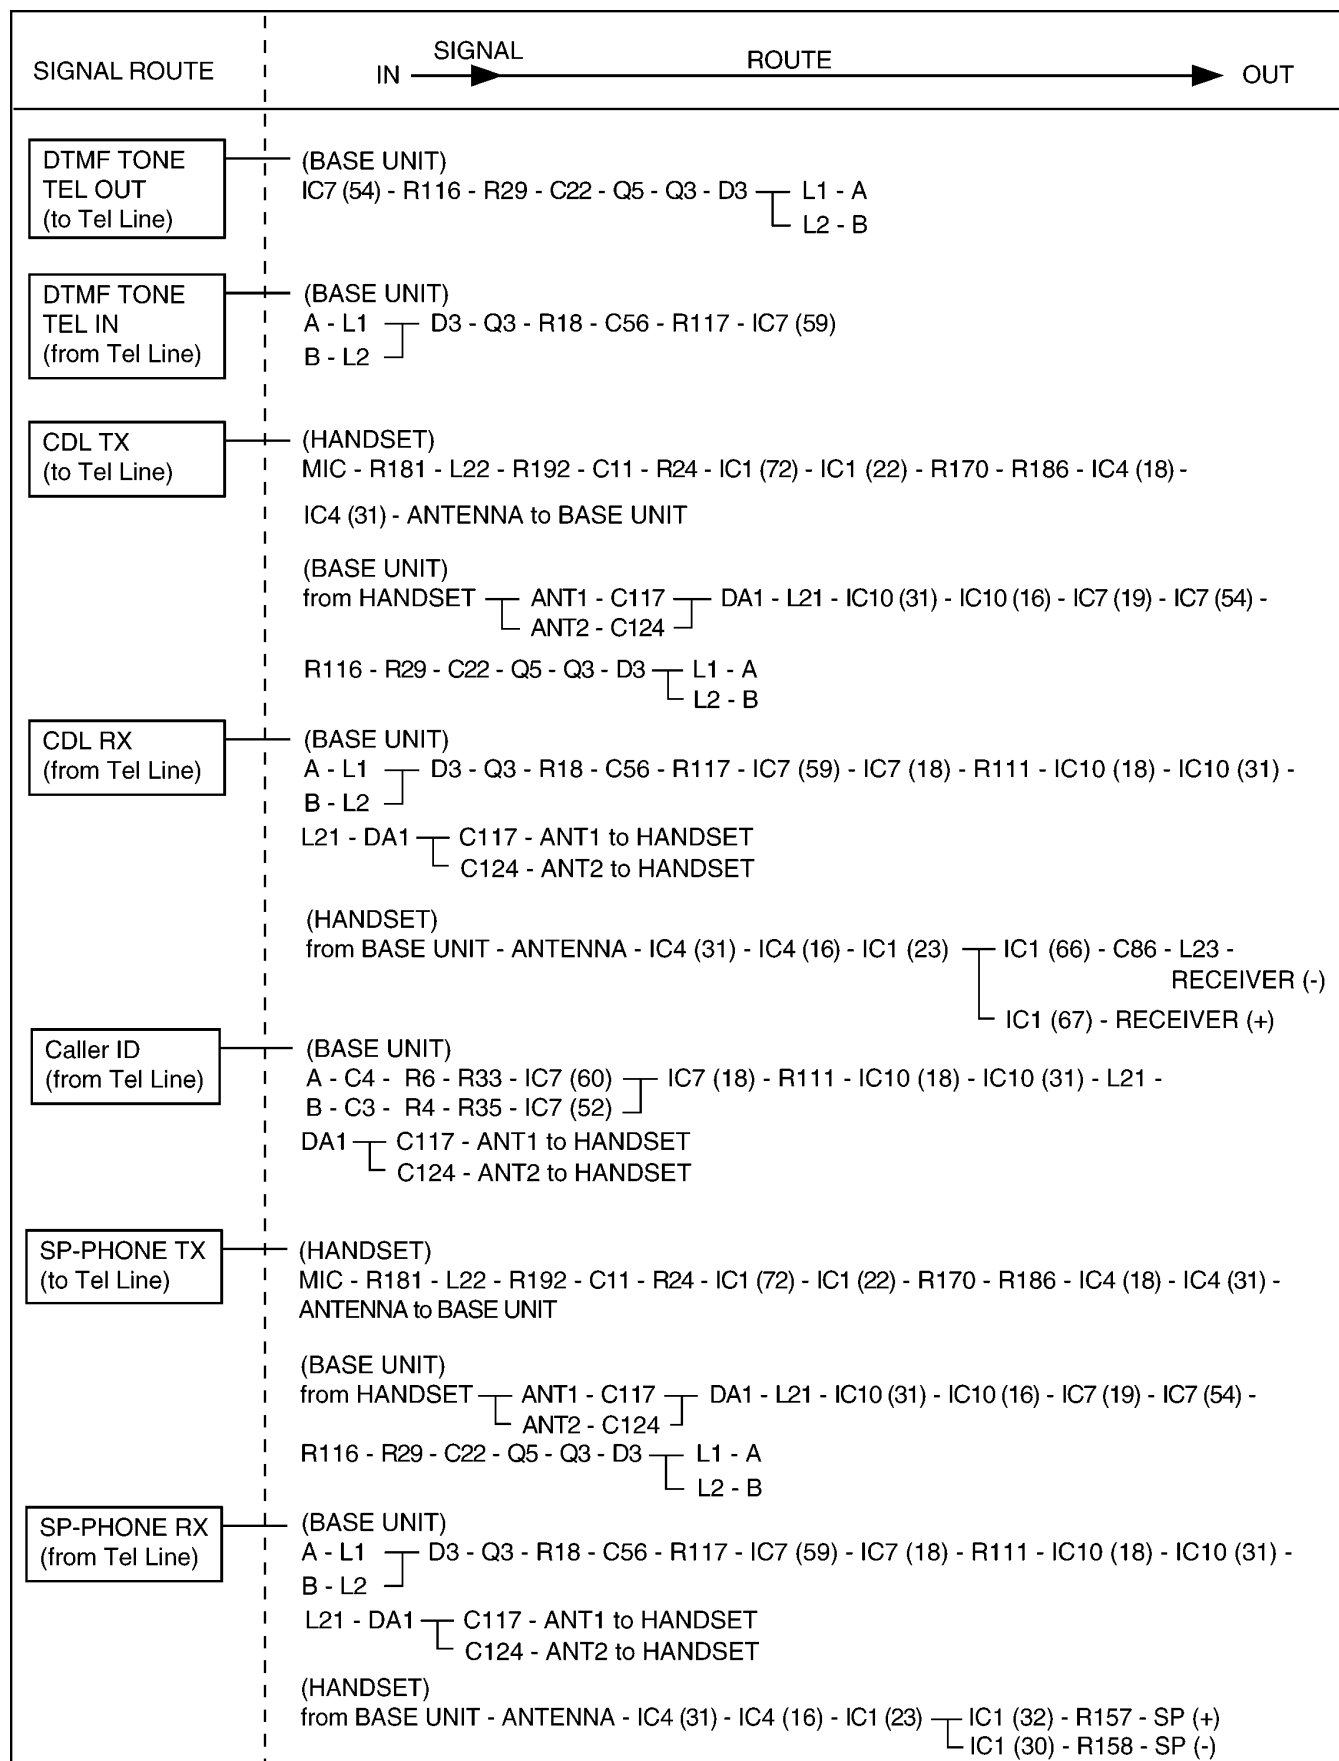 SIGNAL ROUTE
IN SIGNAL ROUTE OUT
DTMF TONE
TEL OUT
(to Tel Line)
(BASE UNIT)
IC7 (54) - R116 - R29 - C22 - Q5 - Q3 - D3 L1 - A
L2 - B
DTMF TONE
TEL IN
(from Tel Line)
(BASE UNIT)
A - L1 D3 - Q3 - R18 - C56 - R117 - IC7 (59)
B - L2
CDL TX
(to Tel Line)
(HANDSET)
MIC - R181 - L22 - R192 - C11 - R24 - IC1 (72) - IC1 (22) - R170 - R186 - IC4 (18) -
IC4 (31) - ANTENNA to BASE UNIT
(BASE UNIT)
from HANDSET ANT1 - C117 DA1 - L21 - IC10 (31) - IC10 (16) - IC7 (19) - IC7 (54) -
ANT2 - C124
R116 - R29 - C22 - Q5 - Q3 - D3 L1 - A
L2 - B
CDL RX
(from Tel Line)
(BASE UNIT)
A - L1 D3 - Q3 - R18 - C56 - R117 - IC7 (59) - IC7 (18) - R111 - IC10 (18) - IC10 (31) -
B - L2
L21 - DA1 C117 - ANT1 to HANDSET
C124 - ANT2 to HANDSET
(HANDSET)
from BASE UNIT - ANTENNA - IC4 (31) - IC4 (16) - IC1 (23) IC1 (66) - C86 - L23 -
RECEIVER (-)
IC1 (67) - RECEIVER (+)
Caller ID
(from Tel Line)
(BASE UNIT)
A - C4 - R6 - R33 - IC7 (60) IC7 (18) - R111 - IC10 (18) - IC10 (31) - L21 -
B - C3 - R4 - R35 - IC7 (52)
DA1 C117 - ANT1 to HANDSET
C124 - ANT2 to HANDSET
SP-PHONE TX
(to Tel Line)
(HANDSET)
MIC - R181 - L22 - R192 - C11 - R24 - IC1 (72) - IC1 (22) - R170 - R186 - IC4 (18) - IC4 (31) -
ANTENNA to BASE UNIT
(BASE UNIT)
from HANDSET ANT1 - C117 DA1 - L21 - IC10 (31) - IC10 (16) - IC7 (19) - IC7 (54) -
ANT2 - C124
R116 - R29 - C22 - Q5 - Q3 - D3 L1 - A
L2 - B
SP-PHONE RX
(from Tel Line)
(BASE UNIT)
A - L1 D3 - Q3 - R18 - C56 - R117 - IC7 (59) - IC7 (18) - R111 - IC10 (18) - IC10 (31) -
B - L2
L21 - DA1 C117 - ANT1 to HANDSET
C124 - ANT2 to HANDSET
(HANDSET)
from BASE UNIT - ANTENNA - IC4 (31) - IC4 (16) - IC1 (23) IC1 (32) - R157 - SP (+)
IC1 (30) - R158 - SP (-)